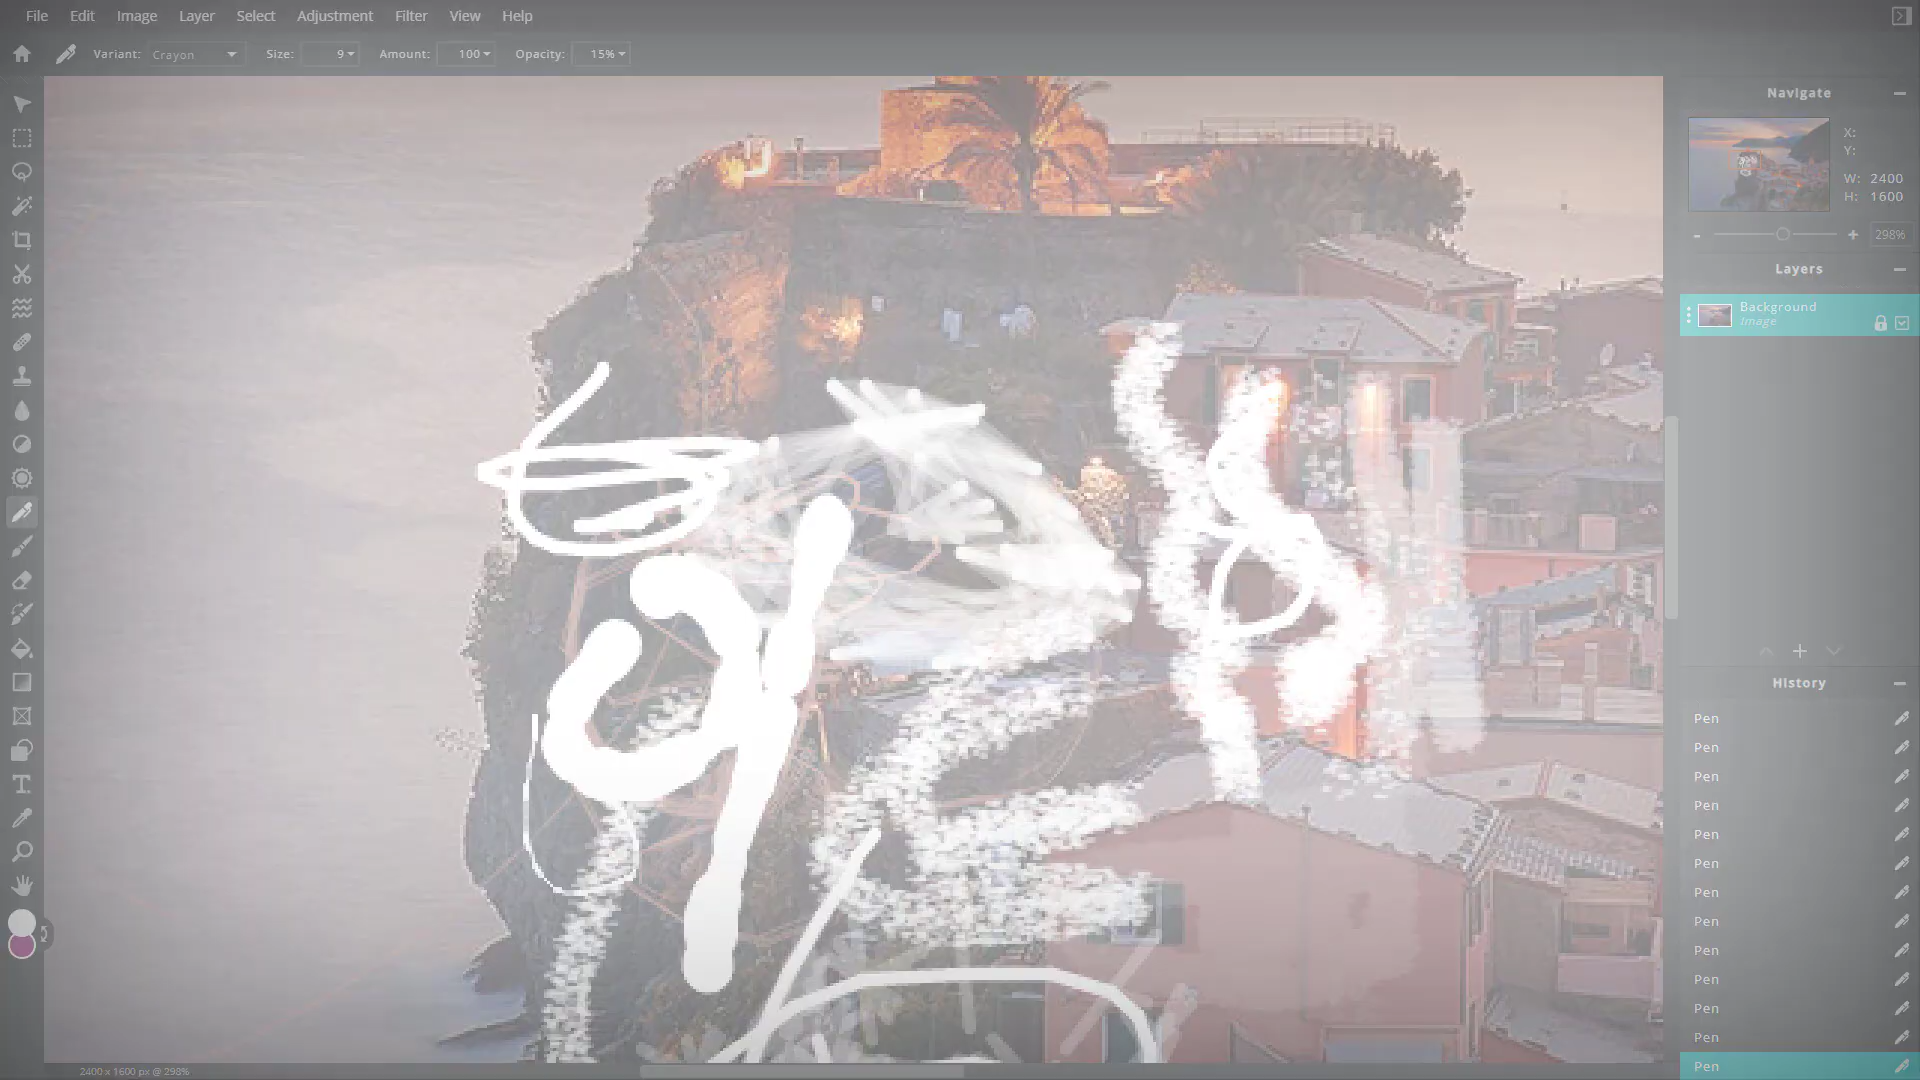 File Edit Image Layer Select Adjustment Filter View Help
Variant: Crayon Size: 9 Amount: 100 Opacity: 15%
Navigate
X:
Y:
W: 2400
H: 1600
298%
Layers
Background
Image
History
Pen
Pen
Pen
Pen
Pen
Pen
Pen
Pen
Pen
Pen
Pen
Pen
Pen
2400 x 1600 px @ 298%